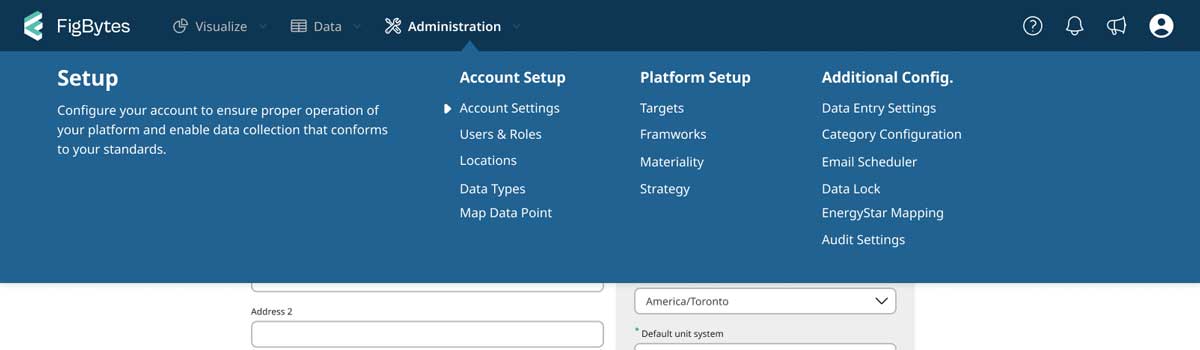 FigBytes
Visualize
Data
Administration
Setup
Configure your account to ensure proper operation of
your platform and enable data collection that conforms
to your standards.
Account Setup
Account Settings
Users & Roles
Locations
Data Types
Map Data Point
Platform Setup
Targets
Framworks
Materiality
Strategy
Additional Config.
Data Entry Settings
Category Configuration
Email Scheduler
Data Lock
EnergyStar Mapping
Audit Settings
Address 2
America/Toronto
* Default unit system